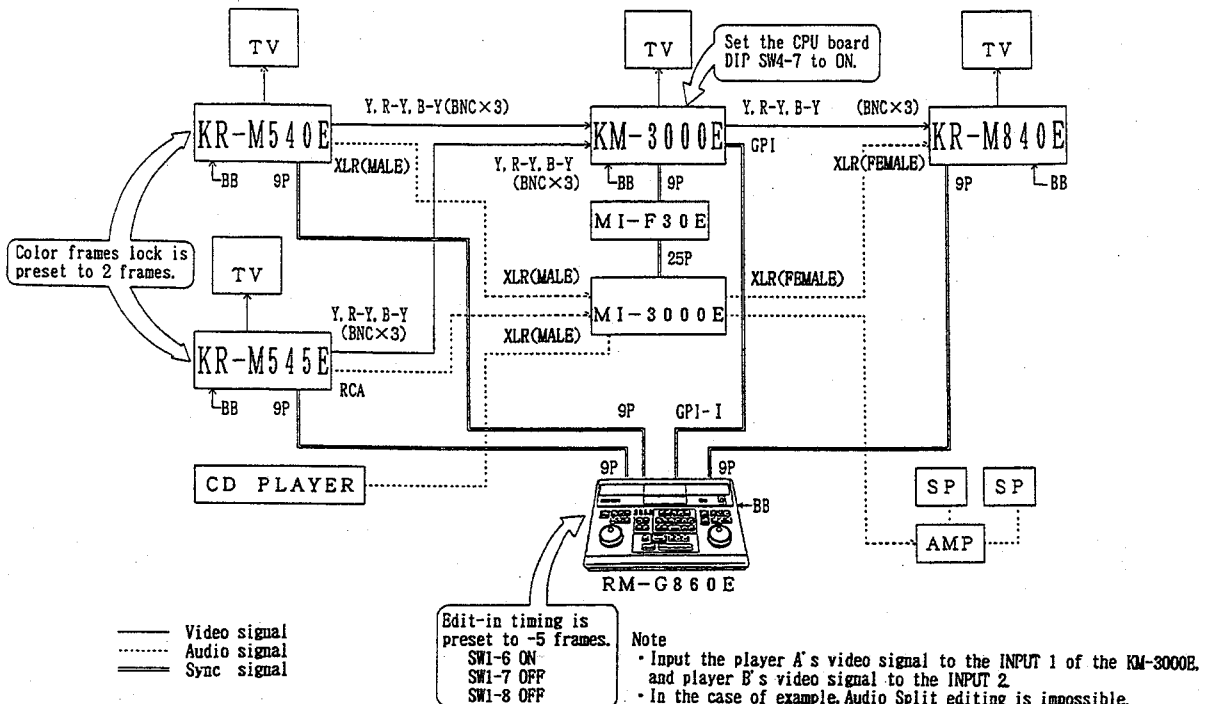 TV
TV
Set the CPU board
DIP SW4-7 to ON.
TV
Y, R-Y, B-Y(BNC×3)
Y, R-Y, B-Y (BNC×3)
KR-M540E
KM-3000E
KR-M840E
GPI
XLR(MALE)
Y, R-Y, B-Y
(BNC×3)
XLR(FEMALE)
BB
9P
BB
9P
9P
BB
MI-F30E
Color frames lock is
preset to 2 frames.
TV
25P
XLR(MALE)
XLR(FEMALE)
MI-3000E
Y, R-Y, B-Y
(BNC×3)
XLR(MALE)
KR-M545E
RCA
BB
9P
9P
GPI-I
9P
9P
CD PLAYER
BB
SP
SP
AMP
RM-G860E
Edit-in timing is
preset to -5 frames.
SW1-6 ON
SW1-7 OFF
SW1-8 OFF
Video signal
Audio signal
Sync signal
Note
・Input the player A's video signal to the INPUT 1 of the KM-3000E,
and player B's video signal to the INPUT 2.
・In the case of example, Audio Split editing is impossible.